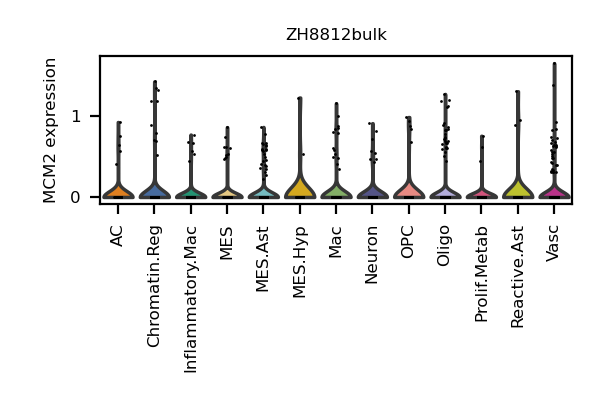 ZH8812bulk
MCM2 expression
1
0
AC
Chromatin.Reg
Inflammatory.Mac
MES
MES.Ast
MES.Hyp
Mac
Neuron
OPC
Oligo
Prolif.Metab
Reactive.Ast
Vasc